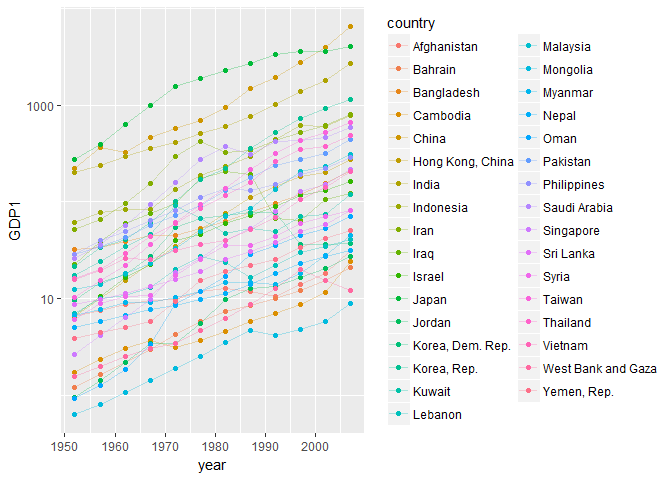 GDP1
1000
10
1950
1960
1970
1980
1990
2000
year
country
Afghanistan
Bahrain
Bangladesh
Cambodia
China
Hong Kong, China
India
Indonesia
Iran
Iraq
Israel
Japan
Jordan
Korea, Dem. Rep.
Korea, Rep.
Kuwait
Lebanon
Malaysia
Mongolia
Myanmar
Nepal
Oman
Pakistan
Philippines
Saudi Arabia
Singapore
Sri Lanka
Syria
Taiwan
Thailand
Vietnam
West Bank and Gaza
Yemen, Rep.